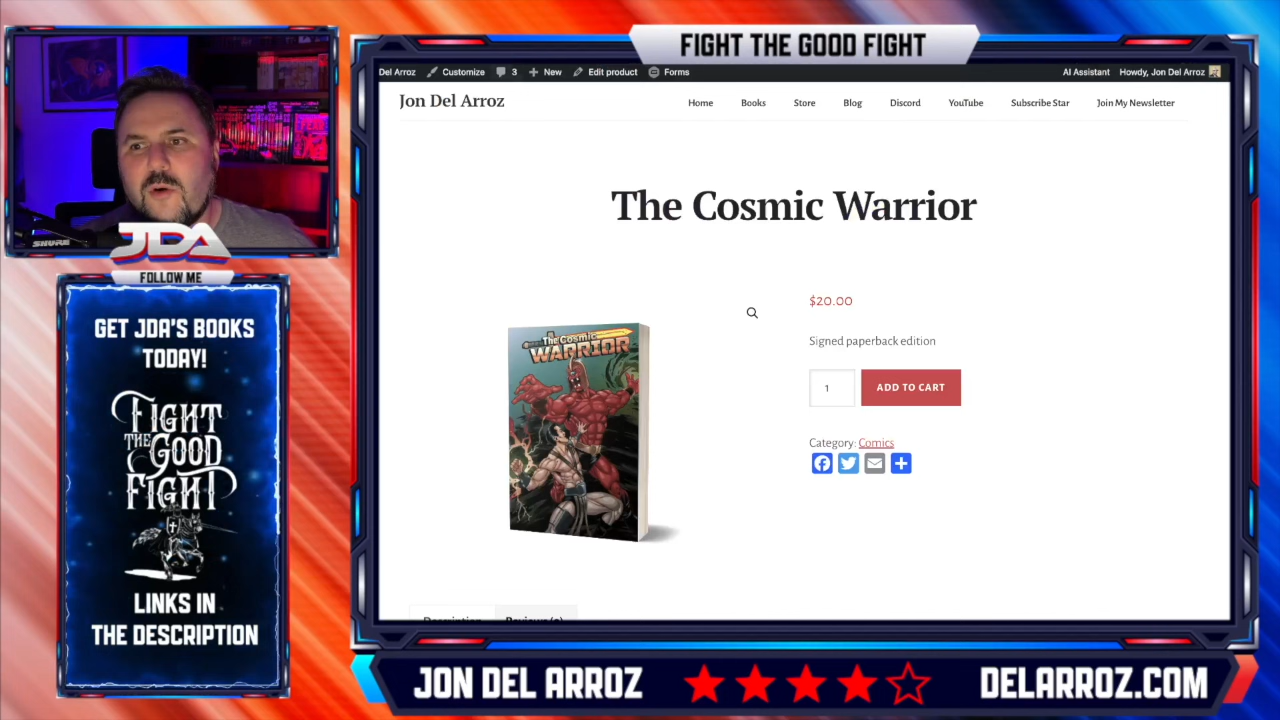 FIGHT THE GOOD FIGHT
Del Arroz Customize 3 New Edit product Forms AI Assistant Howdy, Jon Del Arroz
Jon Del Arroz Home Books Store Blog Discord YouTube Subscribe Star Join My Newsletter
The Cosmic Warrior
$20.00
Signed paperback edition
1 ADD TO CART
Category: Comics
The Cosmic
WARRIOR
Description
SHURE
JDA
FOLLOW ME
GET JDA'S BOOKS
TODAY!
FIGHT
THE GOOD
FIGHT
LINKS IN
THE DESCRIPTION
JON DEL ARROZ DELARROZ.COM